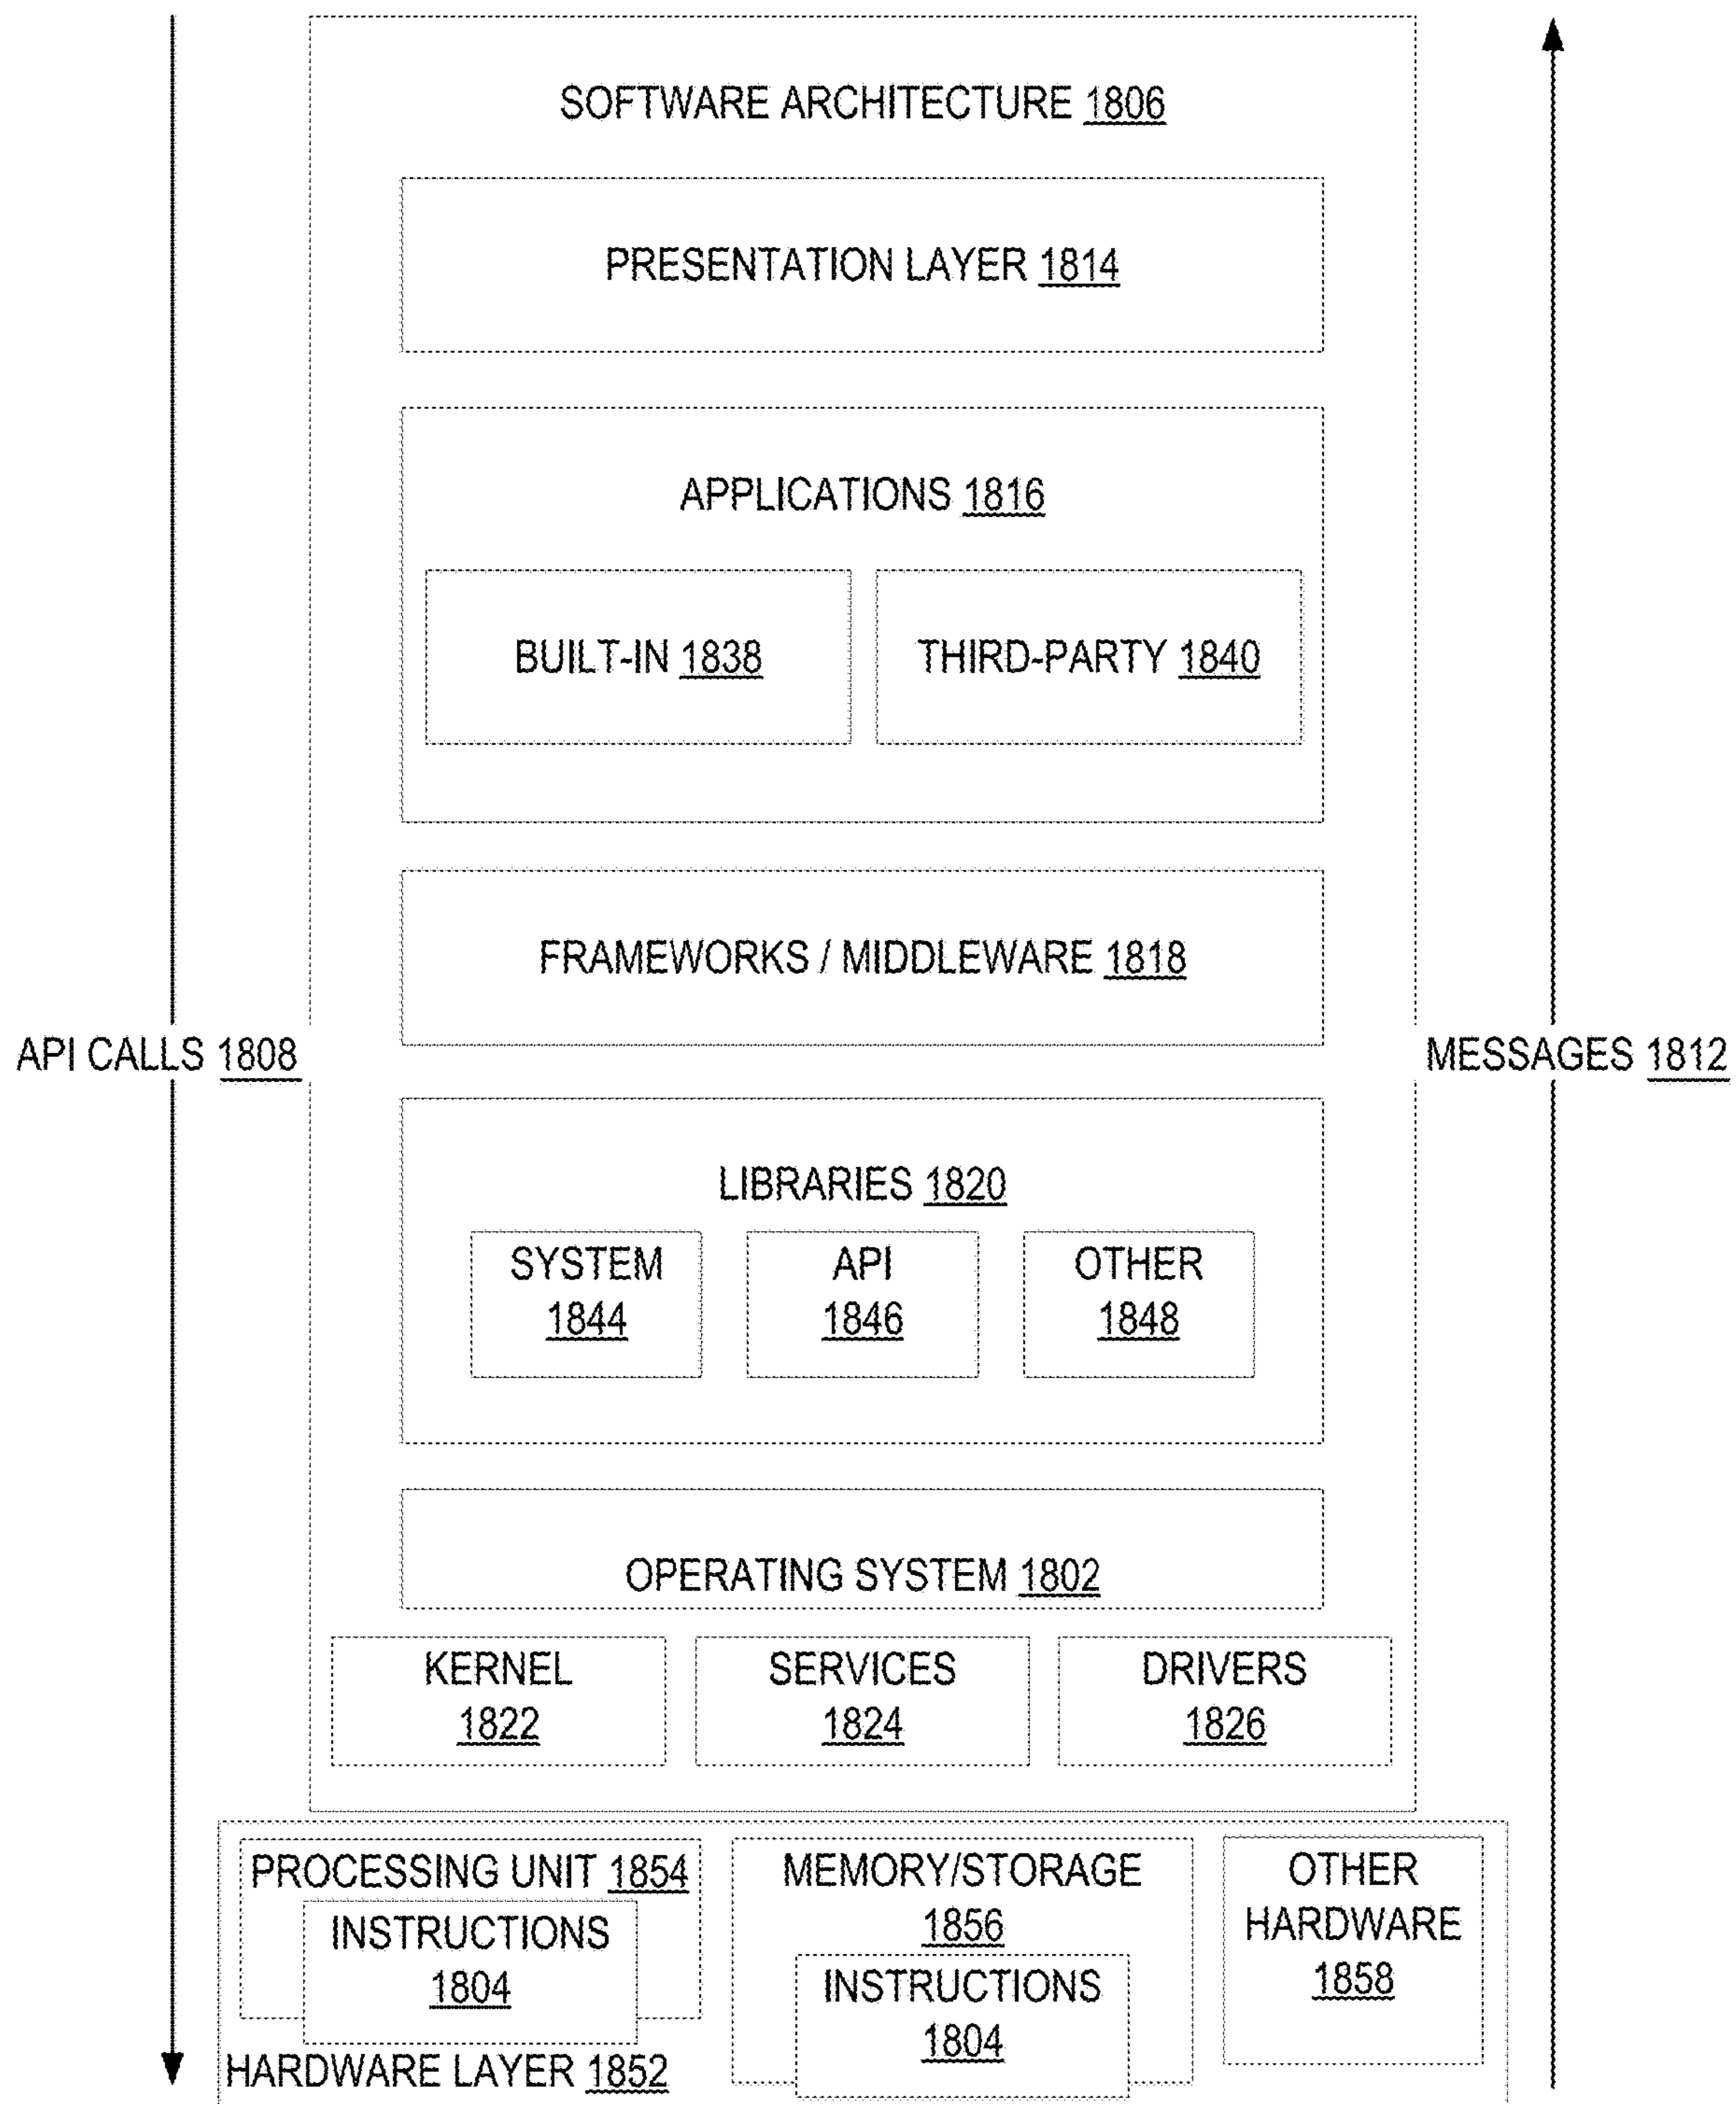 SOFTWARE ARCHITECTURE 1806
PRESENTATION LAYER 1814
APPLICATIONS 1816
BUILT-IN 1838
THIRD-PARTY 1840
FRAMEWORKS / MIDDLEWARE 1818
API CALLS 1808
MESSAGES 1812
LIBRARIES 1820
SYSTEM
1844
API
1846
OTHER
1848
OPERATING SYSTEM 1802
KERNEL
1822
SERVICES
1824
DRIVERS
1826
PROCESSING UNIT 1854
INSTRUCTIONS
1804
MEMORY/STORAGE
1856
INSTRUCTIONS
1804
OTHER
HARDWARE
1858
HARDWARE LAYER 1852